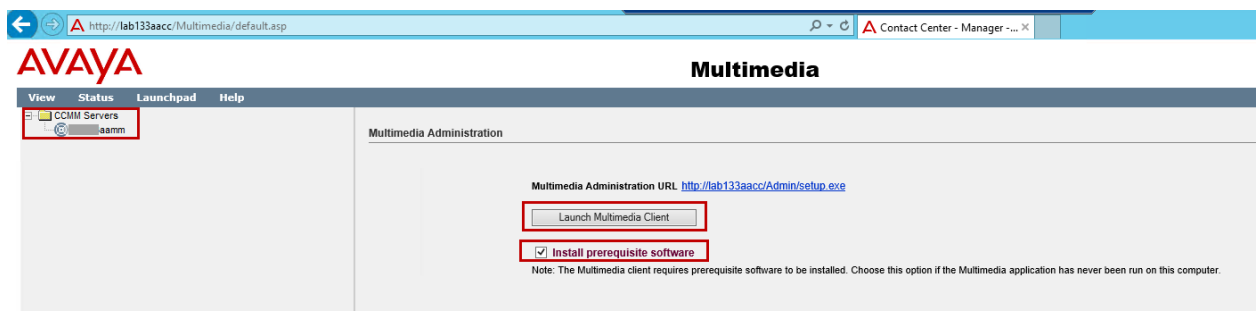 http://lab133aacc/Multimedia/default.asp
Contact Center - Manager -...
AVAYA
Multimedia
View Status Launchpad Help
CCMM Servers
aamm
Multimedia Administration
Multimedia Administration URL http://lab133aacc/Admin/setup.exe
Launch Multimedia Client
Install prerequisite software
Note: The Multimedia client requires prerequisite software to be installed. Choose this option if the Multimedia application has never been run on this computer.